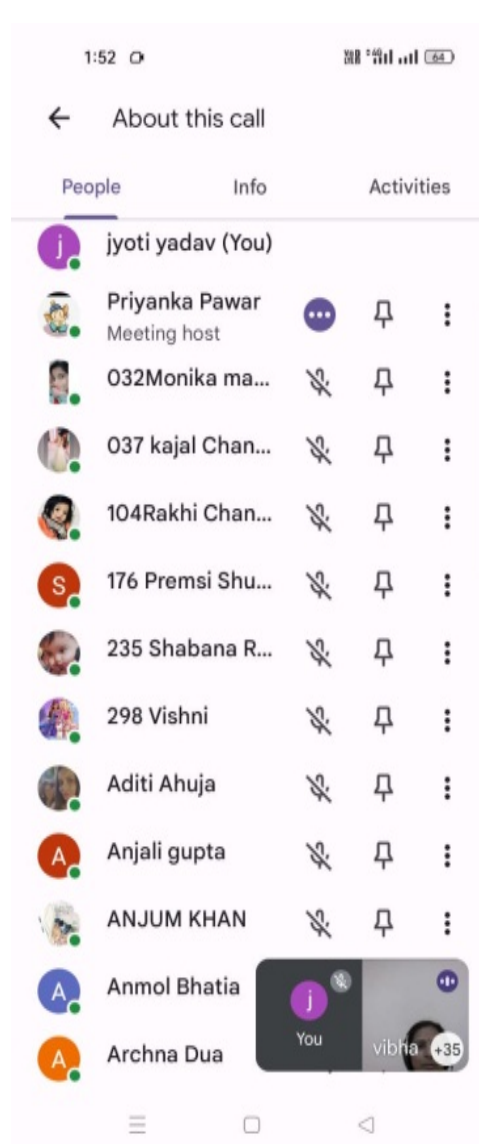 1:52
64
About this call
People Info Activities
j jyoti yadav (You)
Priyanka Pawar
Meeting host
032Monika ma...
037 kajal Chan...
104Rakhi Chan...
S 176 Premsi Shu...
235 Shabana R...
298 Vishni
Aditi Ahuja
A Anjali gupta
ANJUM KHAN
A Anmol Bhatia
j
You vibha +35
A Archna Dua